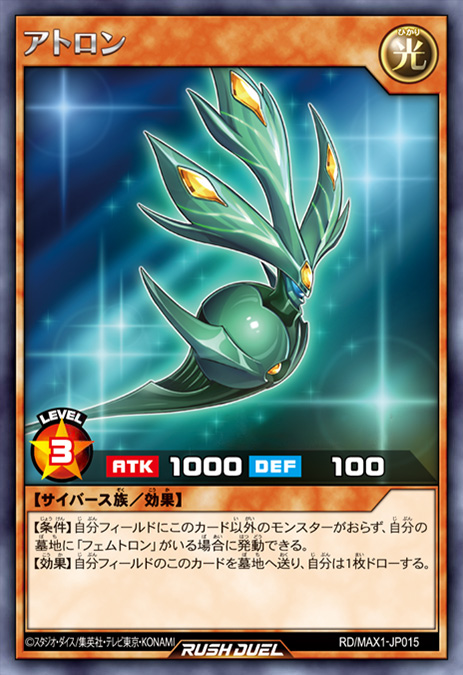 アトロン
ひかり
光
LEVEL
3
ATK 1000 DEF 100
【サイバース族／効果】
【条件】自分フィールドにこのカード以外のモンスターがおらず、自分の
墓地に「フェムトロン」がいる場合に発動できる。
【効果】自分フィールドのこのカードを墓地へ送り、自分は1枚ドローする。
©スタジオ・ダイス/集英社・テレビ東京・KONAMI
RUSH DUEL
RD/MAX1-JP015